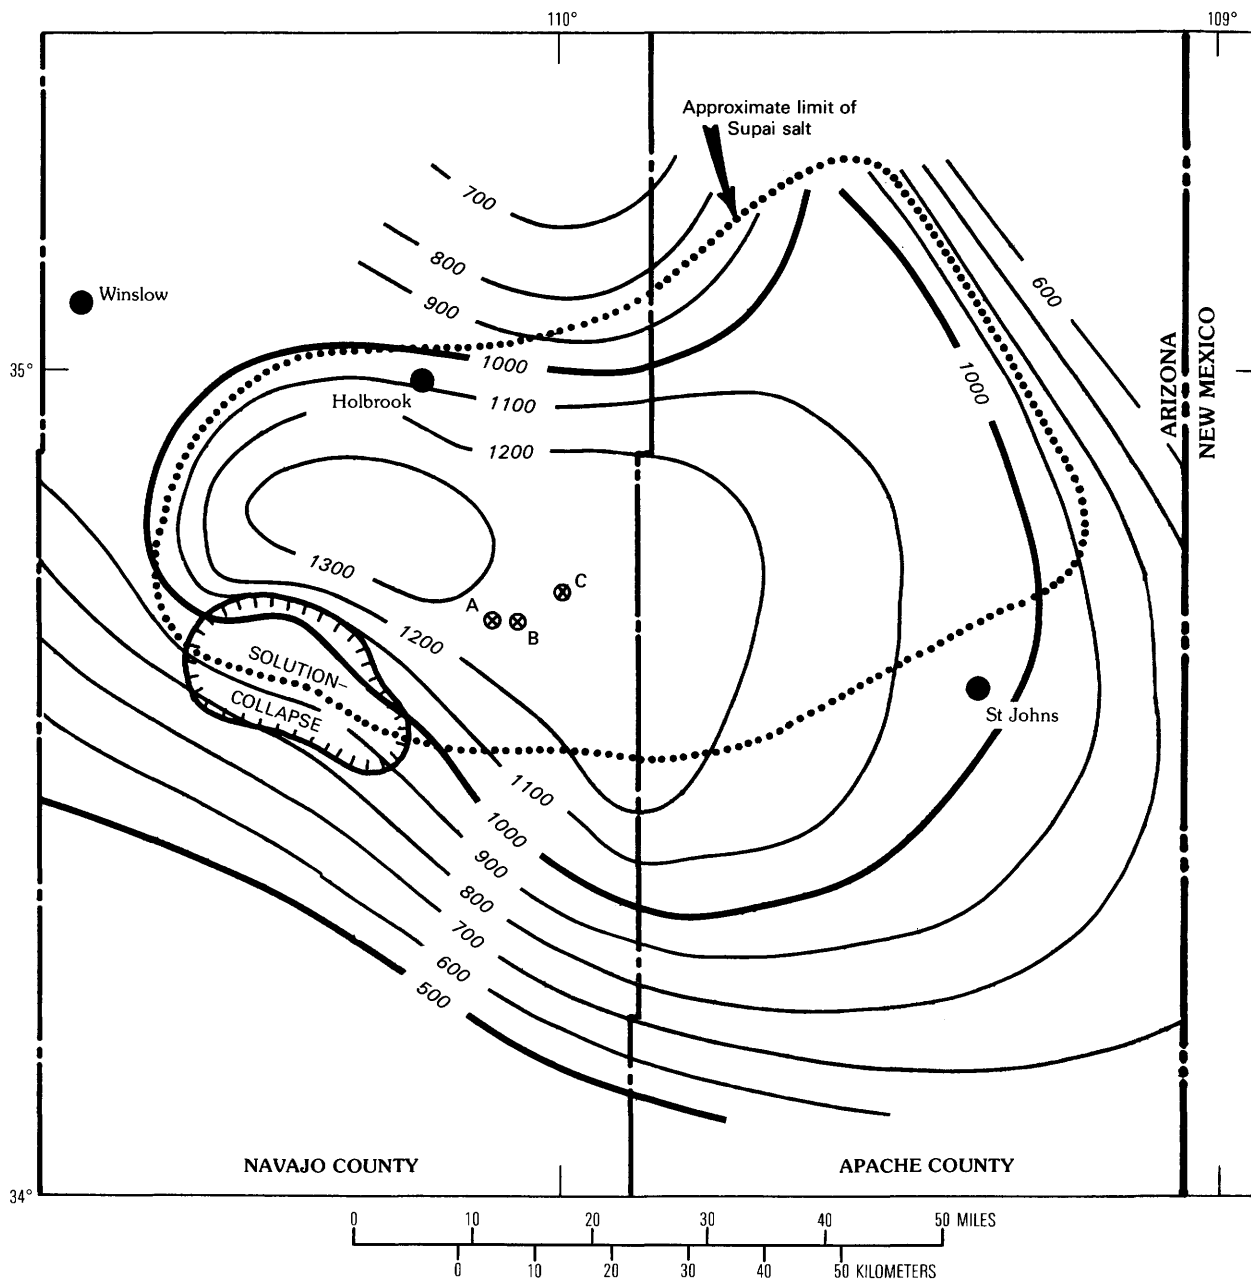 110°
109°
Approximate limit of
Supai salt
700
800
900
600
Winslow
ARIZONA
NEW MEXICO
35°
1000
1000
Holbrook
1100
1200
1300
C
A
B
1200
SOLUTION–
COLLAPSE
St Johns
1100
1000
900
800
700
600
500
NAVAJO COUNTY
APACHE COUNTY
34°
0 10 20 30 40 50 MILES
0 10 20 30 40 50 KILOMETERS